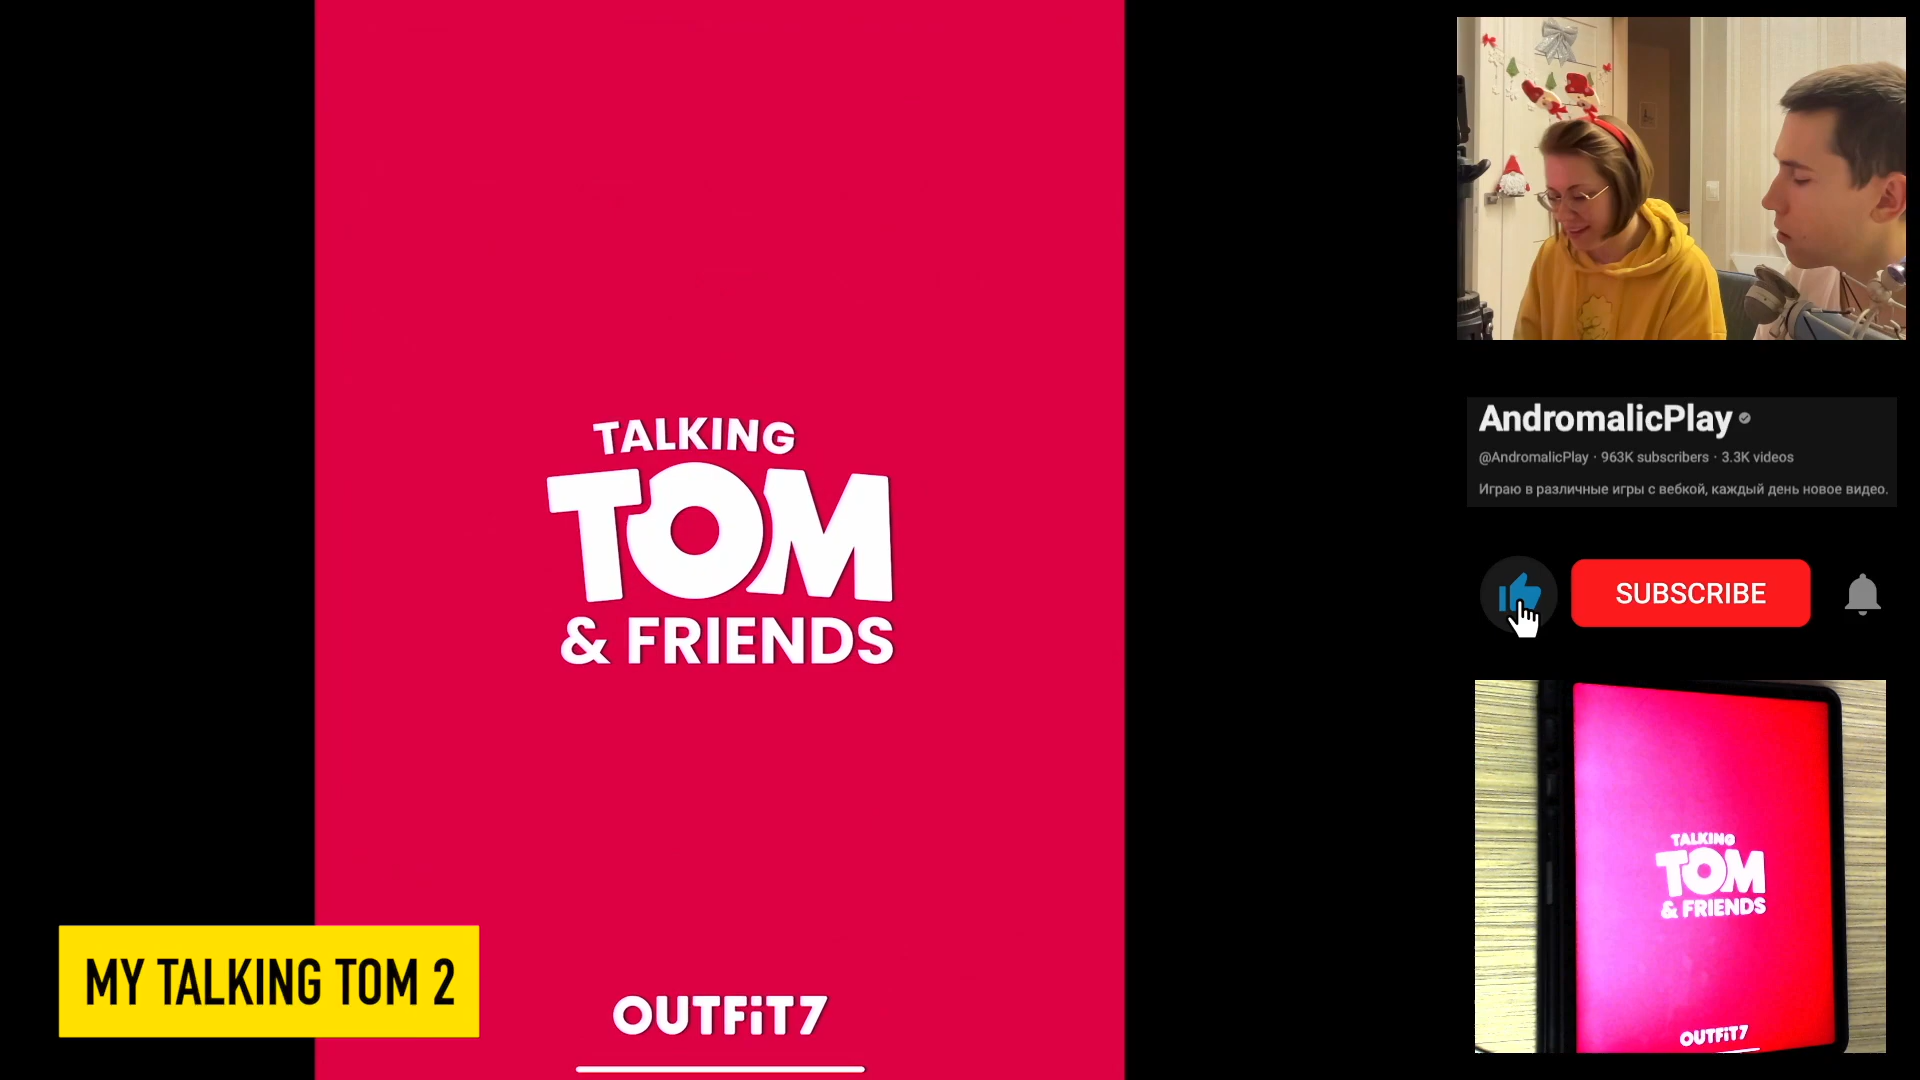 TALKING
TOM
& FRIENDS
OUTFiT7
MY TALKING TOM 2
AndromalicPlay
@AndromalicPlay · 963K subscribers · 3.3K videos
Играю в различные игры с вебкой, каждый день новое видео.
SUBSCRIBE
TALKING
TOM
& FRIENDS
OUTFiT7